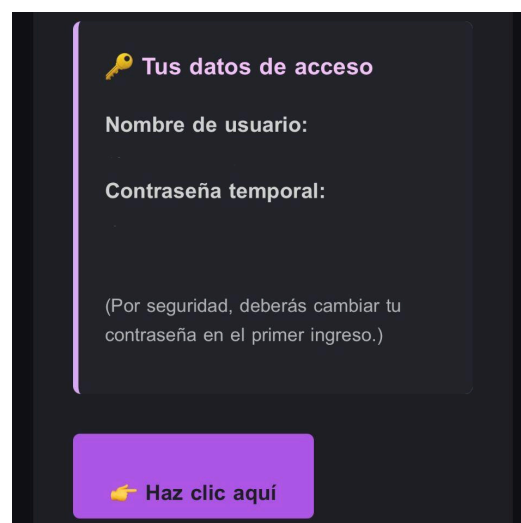 🔑 Tus datos de acceso
Nombre de usuario:
Contraseña temporal:
(Por seguridad, deberás cambiar tu
contraseña en el primer ingreso.)
👉 Haz clic aquí